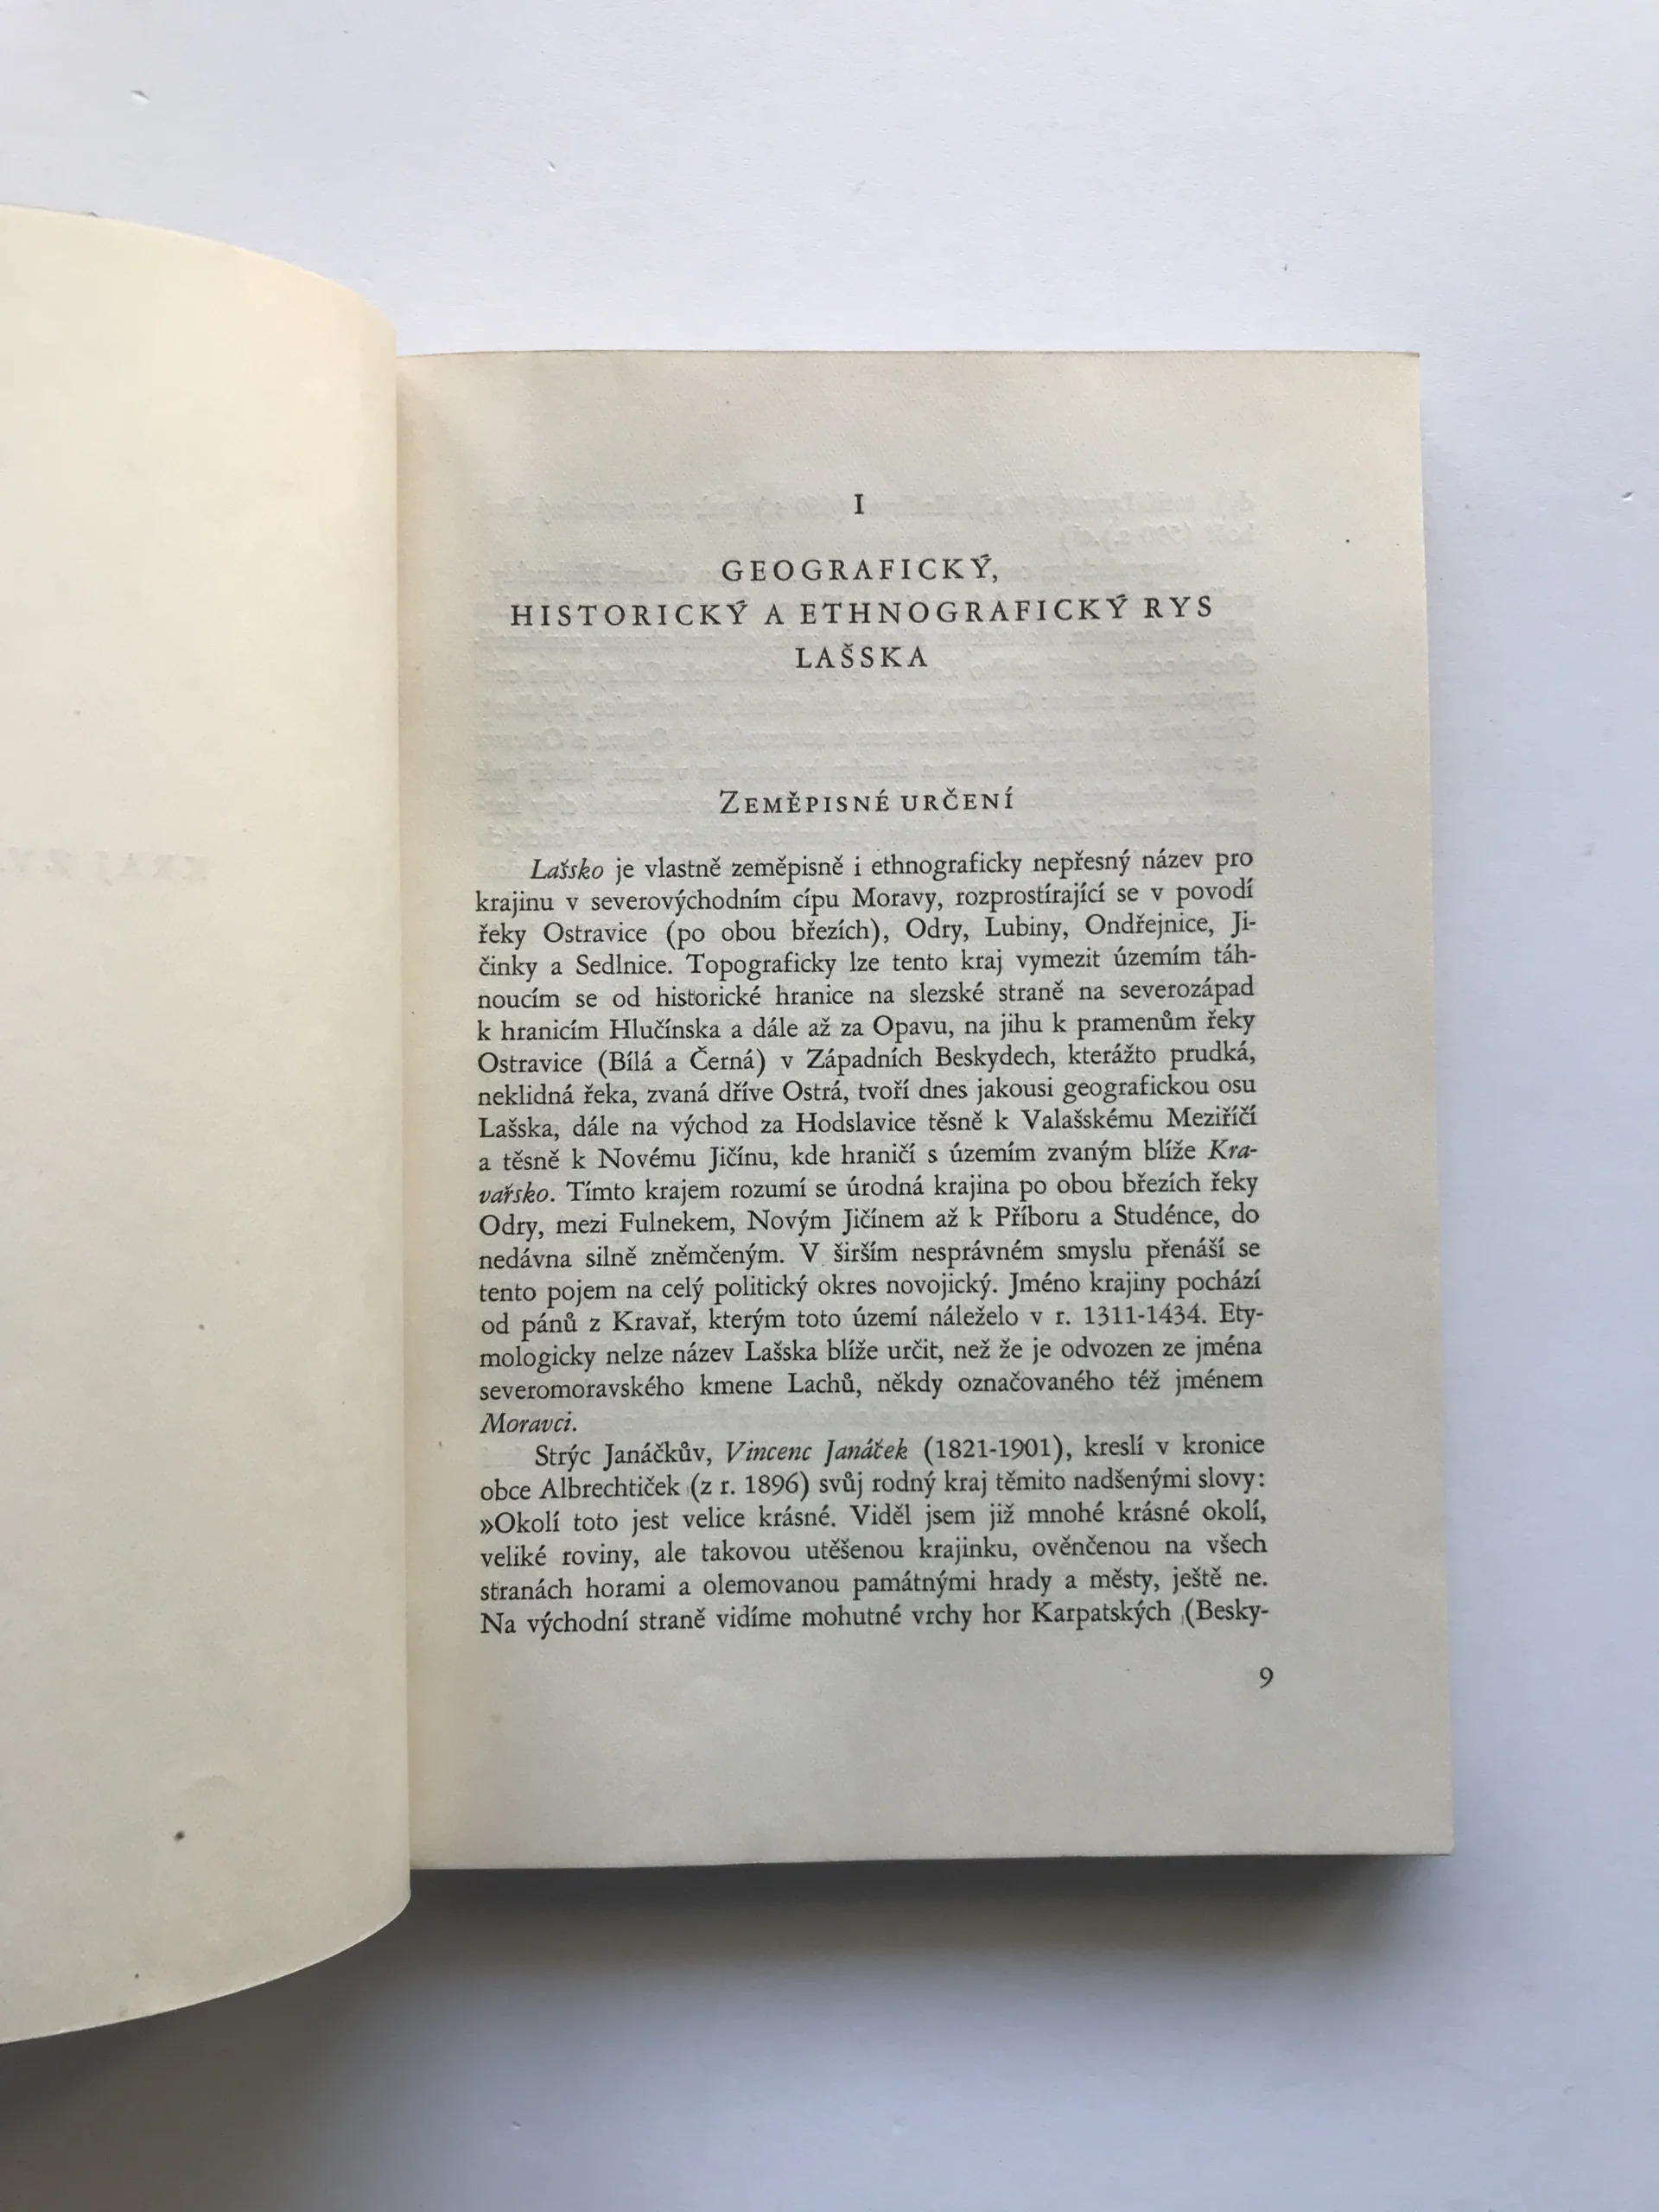 I
GEOGRAFICKÝ,
HISTORICKÝ A ETHNOGRAFICKÝ RYS
LAŠSKA
ZEMĚPISNÉ URČENÍ
Lašsko je vlastně zeměpisně i ethnograficky nepřesný název pro
krajinu v severovýchodním cípu Moravy, rozprostírající se v povodí
řeky Ostravice (po obou březích), Odry, Lubiny, Ondřejnice, Ji-
činky a Sedlnice. Topograficky lze tento kraj vymezit územím táh-
noucím se od historické hranice na slezské straně na severozápad
k hranicím Hlučínska a dále až za Opavu, na jihu k pramenům řeky
Ostravice (Bílá a Černá) v Západních Beskydech, kterážto prudká,
neklidná řeka, zvaná dříve Ostrá, tvoří dnes jakousi geografickou osu
Lašska, dále na východ za Hodslavice těsně k Valašskému Meziříčí
a těsně k Novému Jičínu, kde hraničí s územím zvaným blíže Kra-
vařsko. Tímto krajem rozumí se úrodná krajina po obou březích řeky
Odry, mezi Fulnekem, Novým Jičínem až k Příboru a Studénce, do
nedávna silně zněmčeným. V širším nesprávném smyslu přenáší se
tento pojem na celý politický okres novojický. Jméno krajiny pochází
od pánů z Kravař, kterým toto území náleželo v r. 1311-1434. Ety-
mologicky nelze název Lašska blíže určit, než že je odvozen ze jména
severomoravského kmene Lachů, někdy označovaného též jménem
Moravci.
Strýc Janáčkův, Vincenc Janáček (1821-1901), kreslí v kronice
obce Albrechtiček (z r. 1896) svůj rodný kraj těmito nadšenými slovy:
»Okolí toto jest velice krásné. Viděl jsem již mnohé krásné okolí,
veliké roviny, ale takovou utěšenou krajinku, ověnčenou na všech
stranách horami a olemovanou památnými hrady a městy, ještě ne.
Na východní straně vidíme mohutné vrchy hor Karpatských (Besky-
9